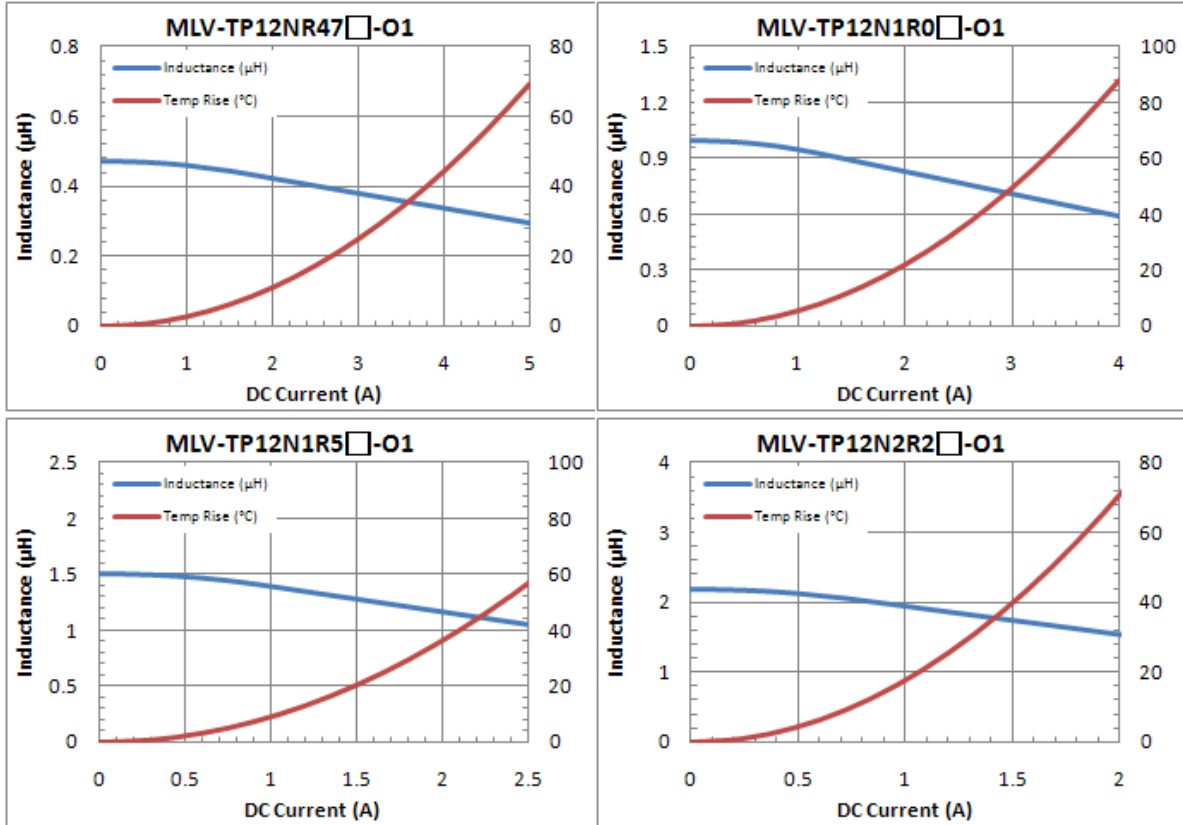 MLV-TP12NR47□-O1
Inductance (µH)
Temp Rise (°C)
0.8
0.6
0.4
0.2
0
80
60
40
20
0
Inductance (µH)
0 1 2 3 4 5
DC Current (A)
MLV-TP12N1R0□-O1
Inductance (µH)
Temp Rise (°C)
1.5
1.2
0.9
0.6
0.3
0
100
80
60
40
20
0
Inductance (µH)
0 1 2 3 4
DC Current (A)
MLV-TP12N1R5□-O1
Inductance (µH)
Temp Rise (°C)
2.5
2
1.5
1
0.5
0
100
80
60
40
20
0
Inductance (µH)
0 0.5 1 1.5 2 2.5
DC Current (A)
MLV-TP12N2R2□-O1
Inductance (µH)
Temp Rise (°C)
4
3
2
1
0
80
60
40
20
0
Inductance (µH)
0 0.5 1 1.5 2
DC Current (A)